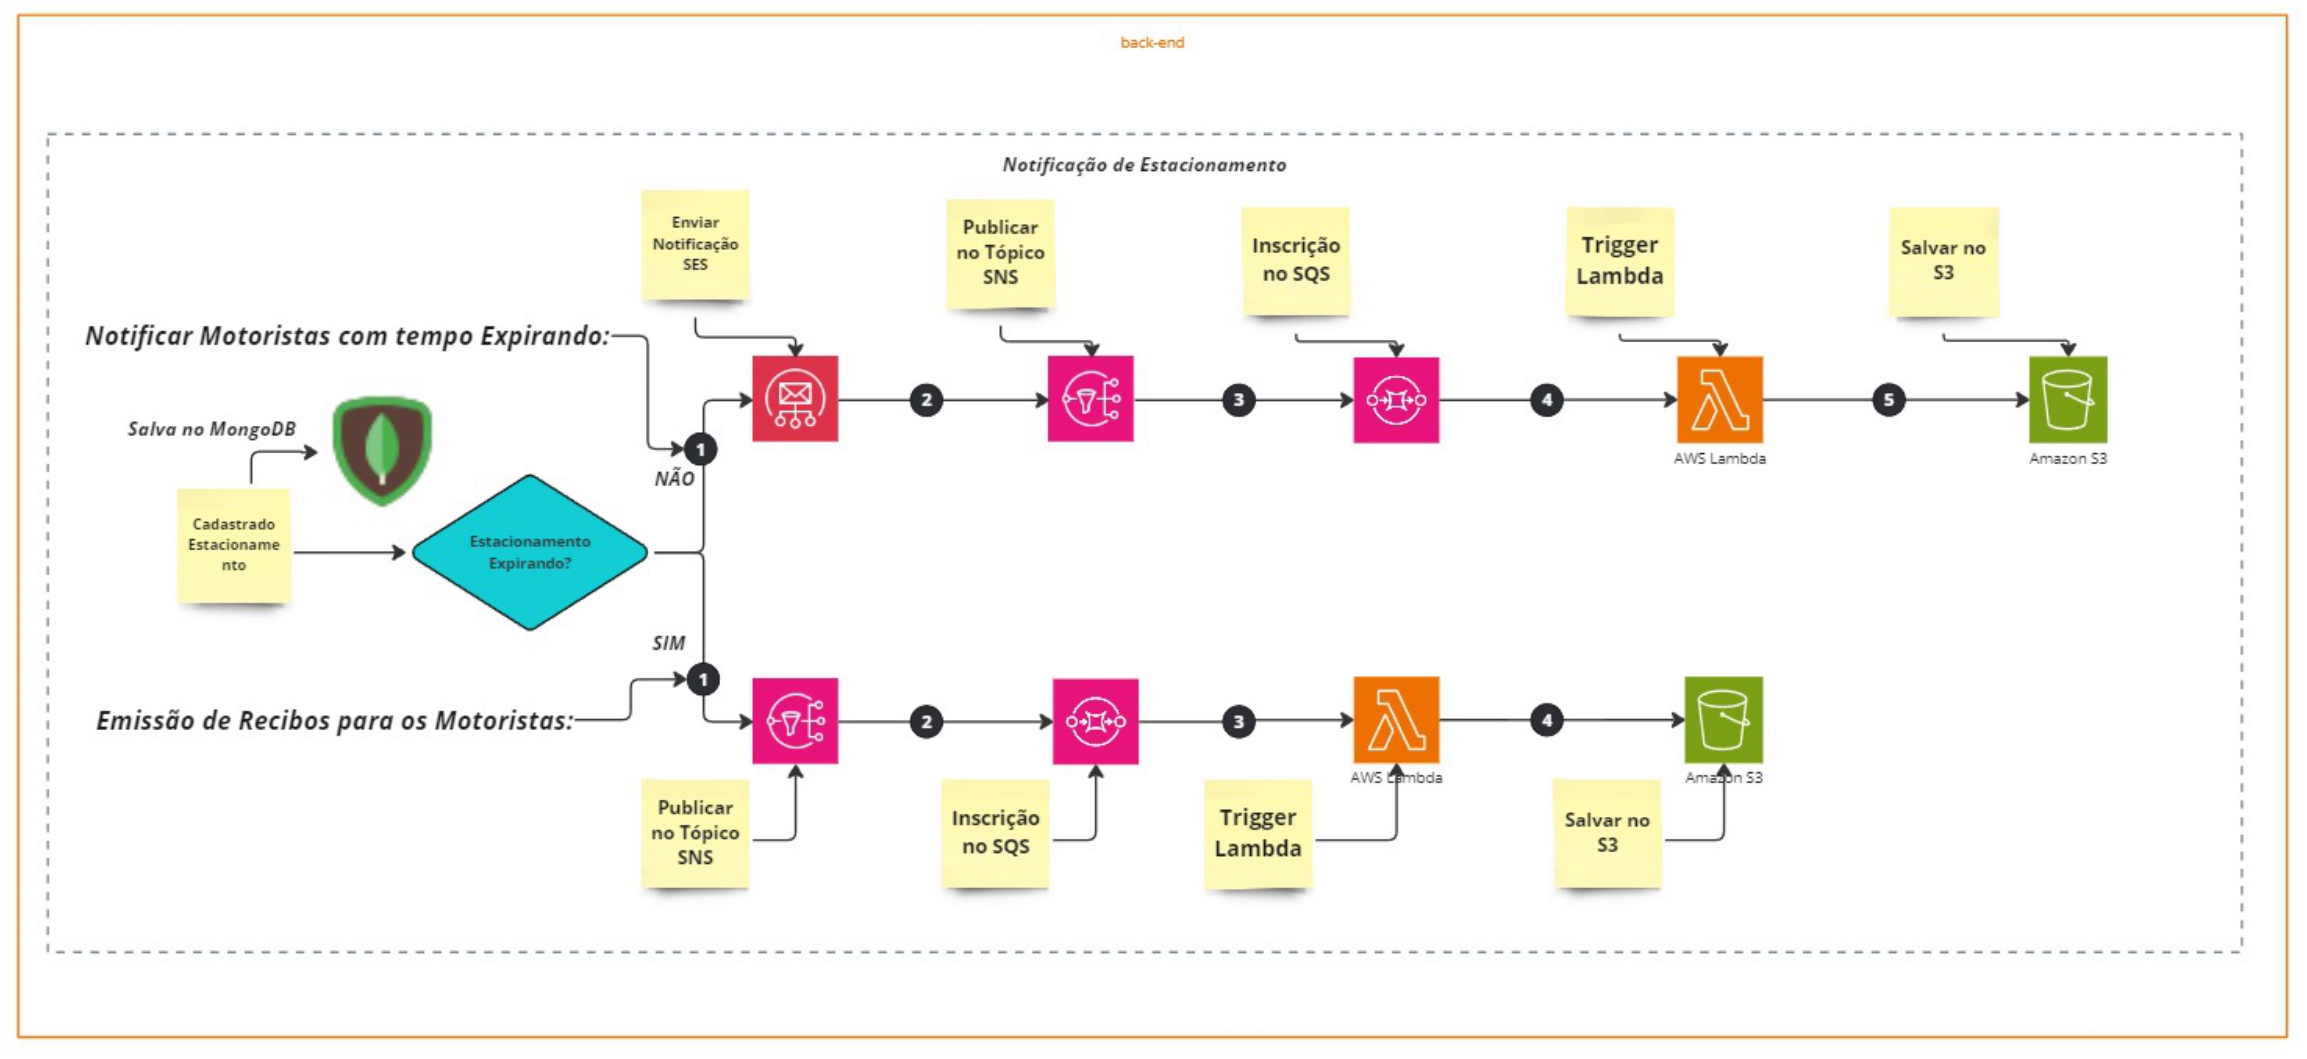 back-end
Notificação de Estacionamento
Enviar
Notificação
SES
Publicar
no Tópico
SNS
Inscrição
no SQS
Trigger
Lambda
Salvar no
S3
Notificar Motoristas com tempo Expirando:
2
3
4
5
Salva no MongoDB
1
NÃO
AWS Lambda
Amazon S3
Cadastrado
Estacioname
nto
Estacionamento
Expirando?
SIM
1
Emissão de Recibos para os Motoristas:
2
3
4
AWS Lambda
Amazon S3
Publicar
no Tópico
SNS
Inscrição
no SQS
Trigger
Lambda
Salvar no
S3